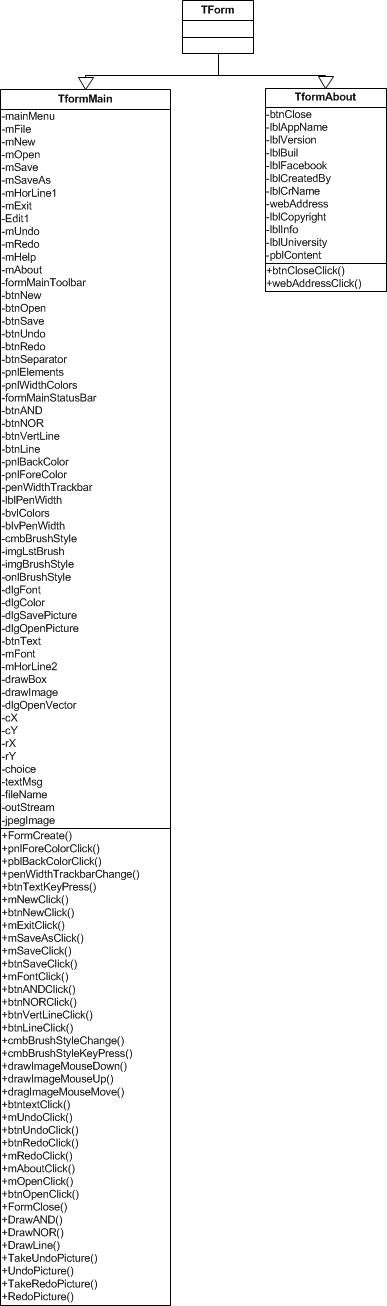 TForm
TformMain
-mainMenu
-mFile
-mNew
-mOpen
-mSave
-mSaveAs
-mHorLine1
-mExit
-Edit1
-mUndo
-mRedo
-mHelp
-mAbout
-formMainToolbar
-btnNew
-btnOpen
-btnSave
-btnUndo
-btnRedo
-btnSeparator
-pnlElements
-pnlWidthColors
-formMainStatusBar
-btnAND
-btnNOR
-btnVertLine
-btnLine
-pnlBackColor
-pnlForeColor
-penWidthTrackbar
-lblPenWidth
-bvlColors
-blvPenWidth
-cmbBrushStyle
-imgLstBrush
-imgBrushStyle
-onlBrushStyle
-dlgFont
-dlgColor
-dlgSavePicture
-dlgOpenPicture
-btnText
-mFont
-mHorLine2
-drawBox
-drawImage
-dlgOpenVector
-cX
-cY
-rX
-rY
-choice
-textMsg
-fileName
-outStream
-jpegImage
+FormCreate()
+pnlForeColorClick()
+pblBackColorClick()
+penWidthTrackbarChange()
+btnTextKeyPress()
+mNewClick()
+btnNewClick()
+mExitClick()
+mSaveAsClick()
+mSaveClick()
+btnSaveClick()
+mFontClick()
+btnANDClick()
+btnNORClick()
+btnVertLineClick()
+btnLineClick()
+cmbBrushStyleChange()
+cmbBrushStyleKeyPress()
+drawImageMouseDown()
+drawImageMouseUp()
+dragImageMouseMove()
+btntextClick()
+mUndoClick()
+btnUndoClick()
+btnRedoClick()
+mRedoClick()
+mAboutClick()
+mOpenClick()
+btnOpenClick()
+FormClose()
+DrawAND()
+DrawNOR()
+DrawLine()
+TakeUndoPicture()
+UndoPicture()
+TakeRedoPicture()
+RedoPicture()
TformAbout
-btnClose
-lblAppName
-lblVersion
-lblBuil
-lblFacebook
-lblCreatedBy
-lblCrName
-webAddress
-lblCopyright
-lblInfo
-lblUniversity
-pblContent
+btnCloseClick()
+webAddressClick()